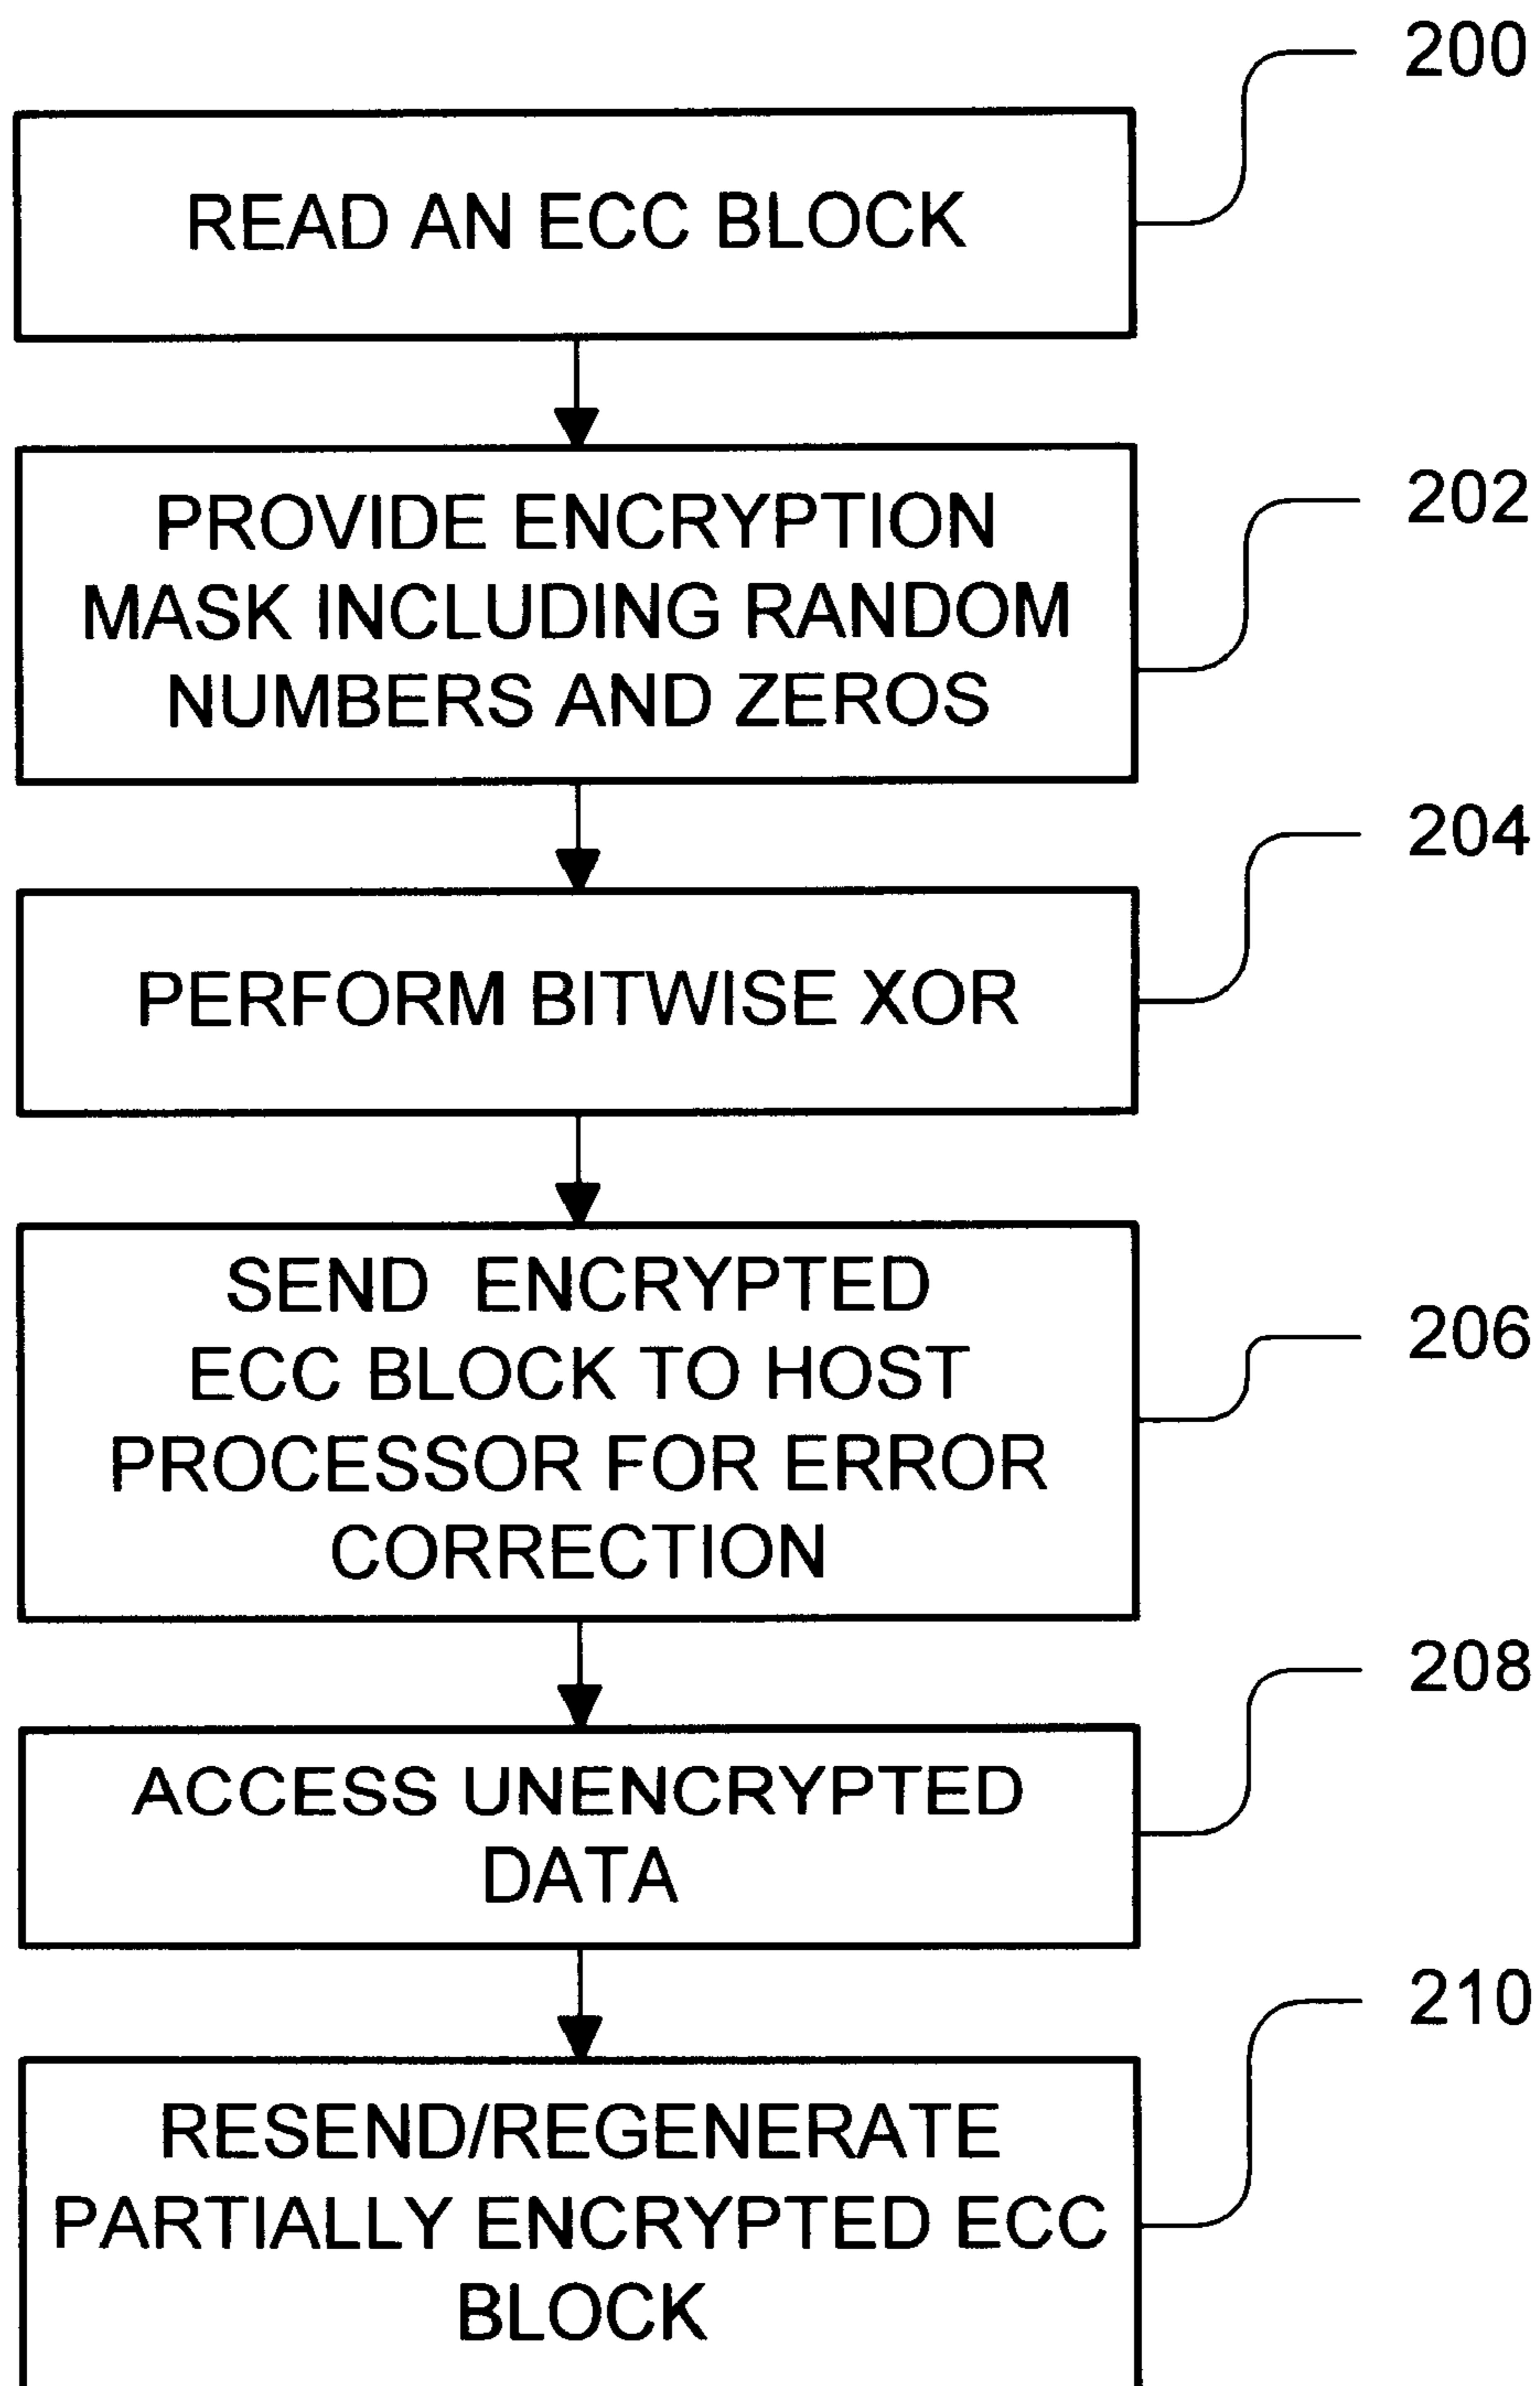 200
READ AN ECC BLOCK
202
PROVIDE ENCRYPTION
MASK INCLUDING RANDOM
NUMBERS AND ZEROS
204
PERFORM BITWISE XOR
206
SEND ENCRYPTED
ECC BLOCK TO HOST
PROCESSOR FOR ERROR
CORRECTION
208
ACCESS UNENCRYPTED
DATA
210
RESEND/REGENERATE
PARTIALLY ENCRYPTED ECC
BLOCK